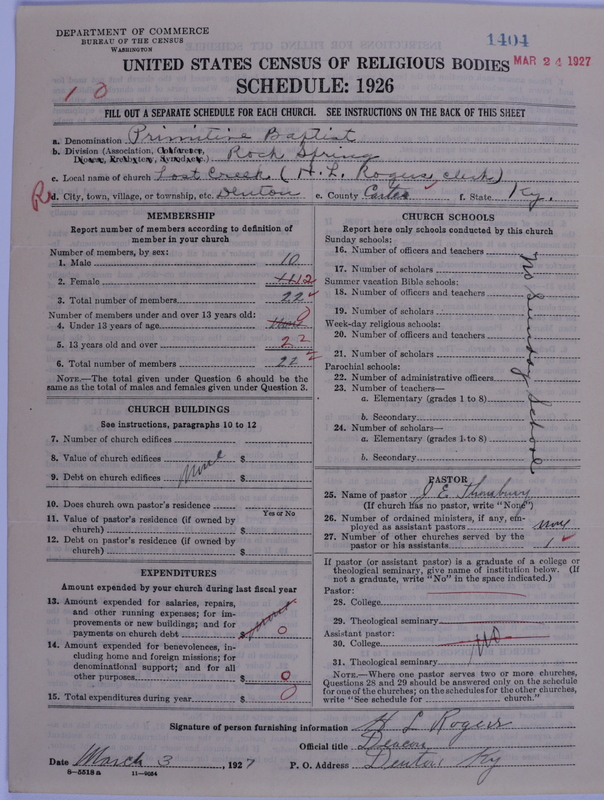 DEPARTMENT OF COMMERCE
BUREAU OF THE CENSUS
WASHINGTON
1404
MAR 24 1927
UNITED STATES CENSUS OF RELIGIOUS BODIES
SCHEDULE: 1926
10
FILL OUT A SEPARATE SCHEDULE FOR EACH CHURCH. SEE INSTRUCTIONS ON THE BACK OF THIS SHEET
a. Denomination Primitive Baptist
b. Division (Association, Conference, Diocese, Presbytery, Synod, etc.) Rock Spring
c. Local name of church Lost Creek (H. L. Rogers, clerk)
d. City, town, village, or township, etc. Denton e. County Carter f. State Ky.
MEMBERSHIP
Report number of members according to definition of
member in your church
Number of members, by sex:
1. Male 10
2. Female 12
3. Total number of members 22
Number of members under and over 13 years old:
4. Under 13 years of age 0
5. 13 years old and over 22
6. Total number of members 22
NOTE.—The total given under Question 6 should be the
same as the total of males and females given under Question 3.
CHURCH BUILDINGS
See instructions, paragraphs 10 to 12
7. Number of church edifices
8. Value of church edifices $
none
9. Debt on church edifices $
10. Does church own pastor's residence
Yes or No
11. Value of pastor's residence (if owned by
church) $
12. Debt on pastor's residence (if owned by
church) $
EXPENDITURES
Amount expended by your church during last fiscal year
13. Amount expended for salaries, repairs,
and other running expenses; for im-
provements or new buildings; and for
payments on church debt $ 0
14. Amount expended for benevolences, in-
cluding home and foreign missions; for
denominational support; and for all
other purposes $ 0
15. Total expenditures during year $ 0
CHURCH SCHOOLS
Report here only schools conducted by this church
Sunday schools:
16. Number of officers and teachers
17. Number of scholars
Summer vacation Bible schools:
18. Number of officers and teachers
19. Number of scholars
Week-day religious schools:
20. Number of officers and teachers
21. Number of scholars
Parochial schools:
22. Number of administrative officers
23. Number of teachers—
a. Elementary (grades 1 to 8)
b. Secondary
24. Number of scholars—
a. Elementary (grades 1 to 8)
b. Secondary
No Sunday School
PASTOR
25. Name of pastor J E Thornbury
(If church has no pastor, write "None")
26. Number of ordained ministers, if any, em-
ployed as assistant pastors none
27. Number of other churches served by the
pastor or his assistants 1
If pastor (or assistant pastor) is a graduate of a college or
theological seminary, give name of institution below. (If
not a graduate, write "No" in the space indicated.)
Pastor:
28. College
29. Theological seminary
Assistant pastor:
30. College
No
31. Theological seminary
NOTE.—Where one pastor serves two or more churches,
Questions 28 and 29 should be answered only on the schedule
for one of the churches; on the schedules for the other churches,
write "See schedule for church."
Signature of person furnishing information H L Rogers
Official title Deacon
Date March 3, 1927 P. O. Address Denton Ky
8-5518 a 11-9054